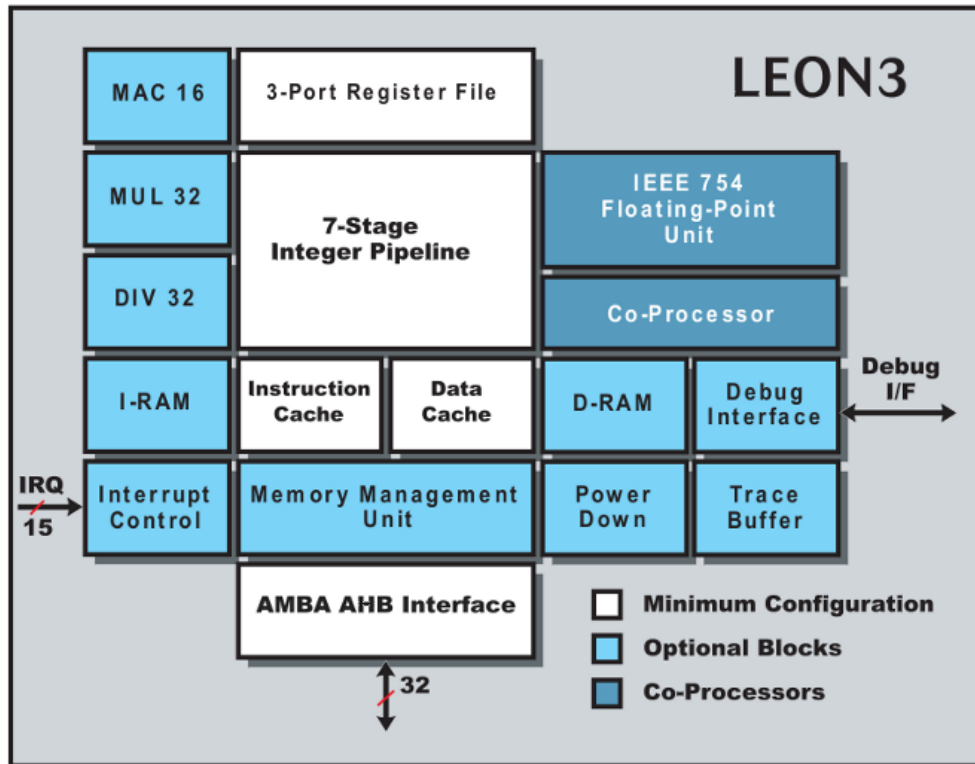 LEON3
MAC 16
3-Port Register File
MUL 32
7-Stage
Integer Pipeline
IEEE 754
Floating-Point
Unit
DIV 32
Co-Processor
I-RAM
Instruction
Cache
Data
Cache
D-RAM
Debug
Interface
Debug
I/F
IRQ
15
Interrupt
Control
Memory Management
Unit
Power
Down
Trace
Buffer
AMBA AHB Interface
32
Minimum Configuration
Optional Blocks
Co-Processors